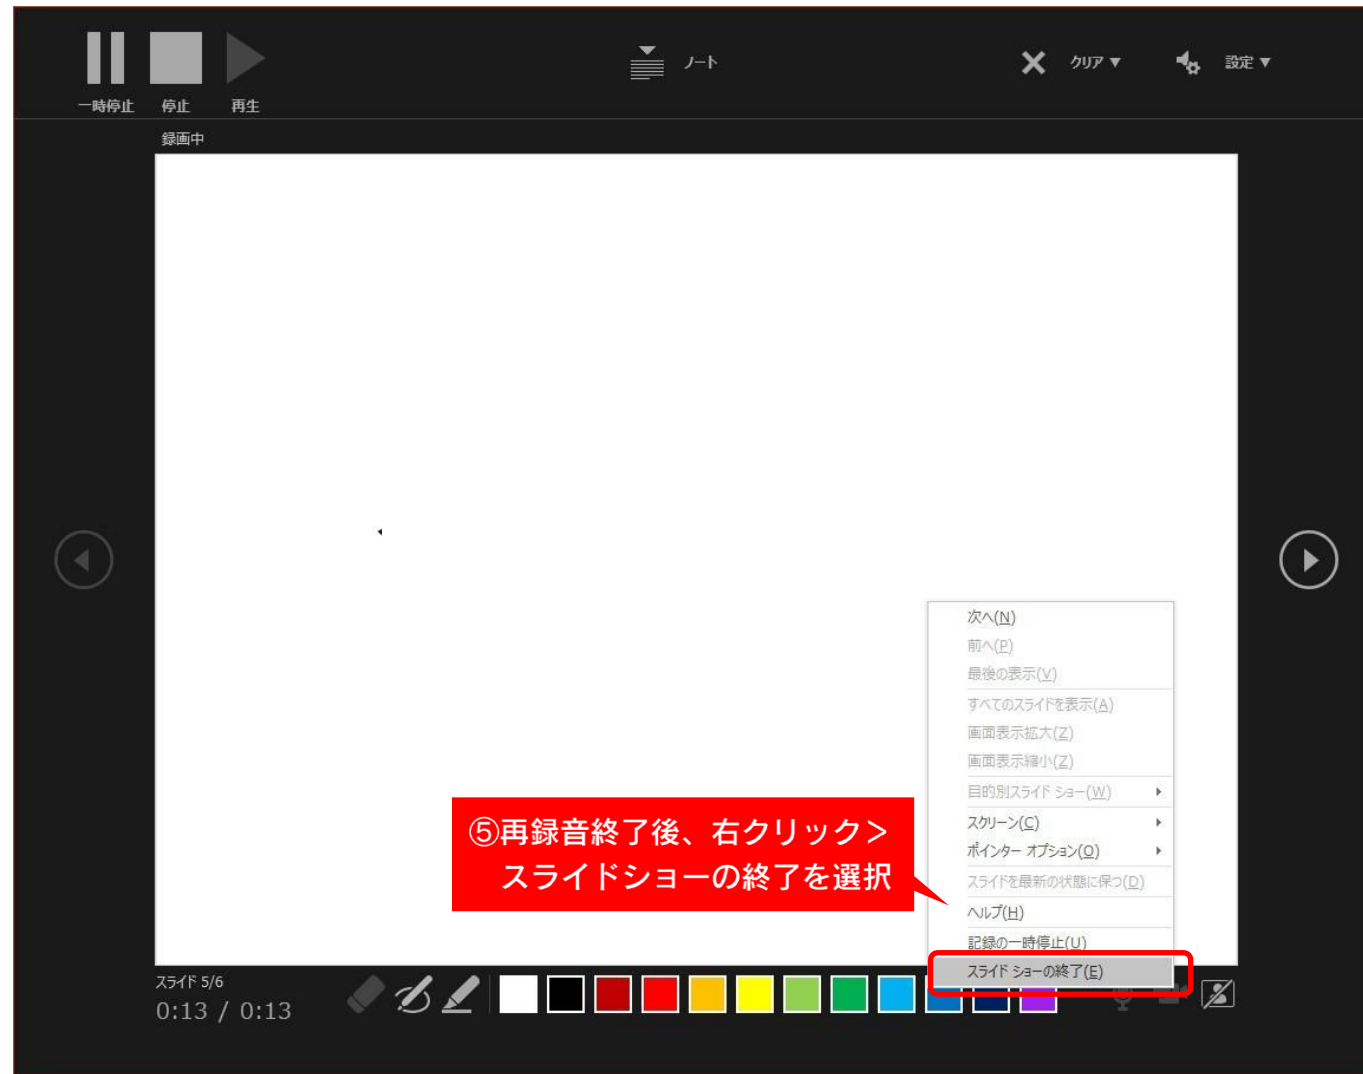 ノート
クリア ▼
設定 ▼
一時停止 停止 再生
録画中
次へ(N)
前へ(P)
最後の表示(V)
すべてのスライドを表示(A)
画面表示拡大(Z)
画面表示縮小(Z)
目的別スライド ショー(W)
スクリーン(C)
ポインター オプション(O)
スライドを最新の状態に保つ(D)
ヘルプ(H)
記録の一時停止(U)
スライド ショーの終了(E)
⑤再録音終了後、右クリック＞
スライドショーの終了を選択
スライド 5/6
0:13 / 0:13